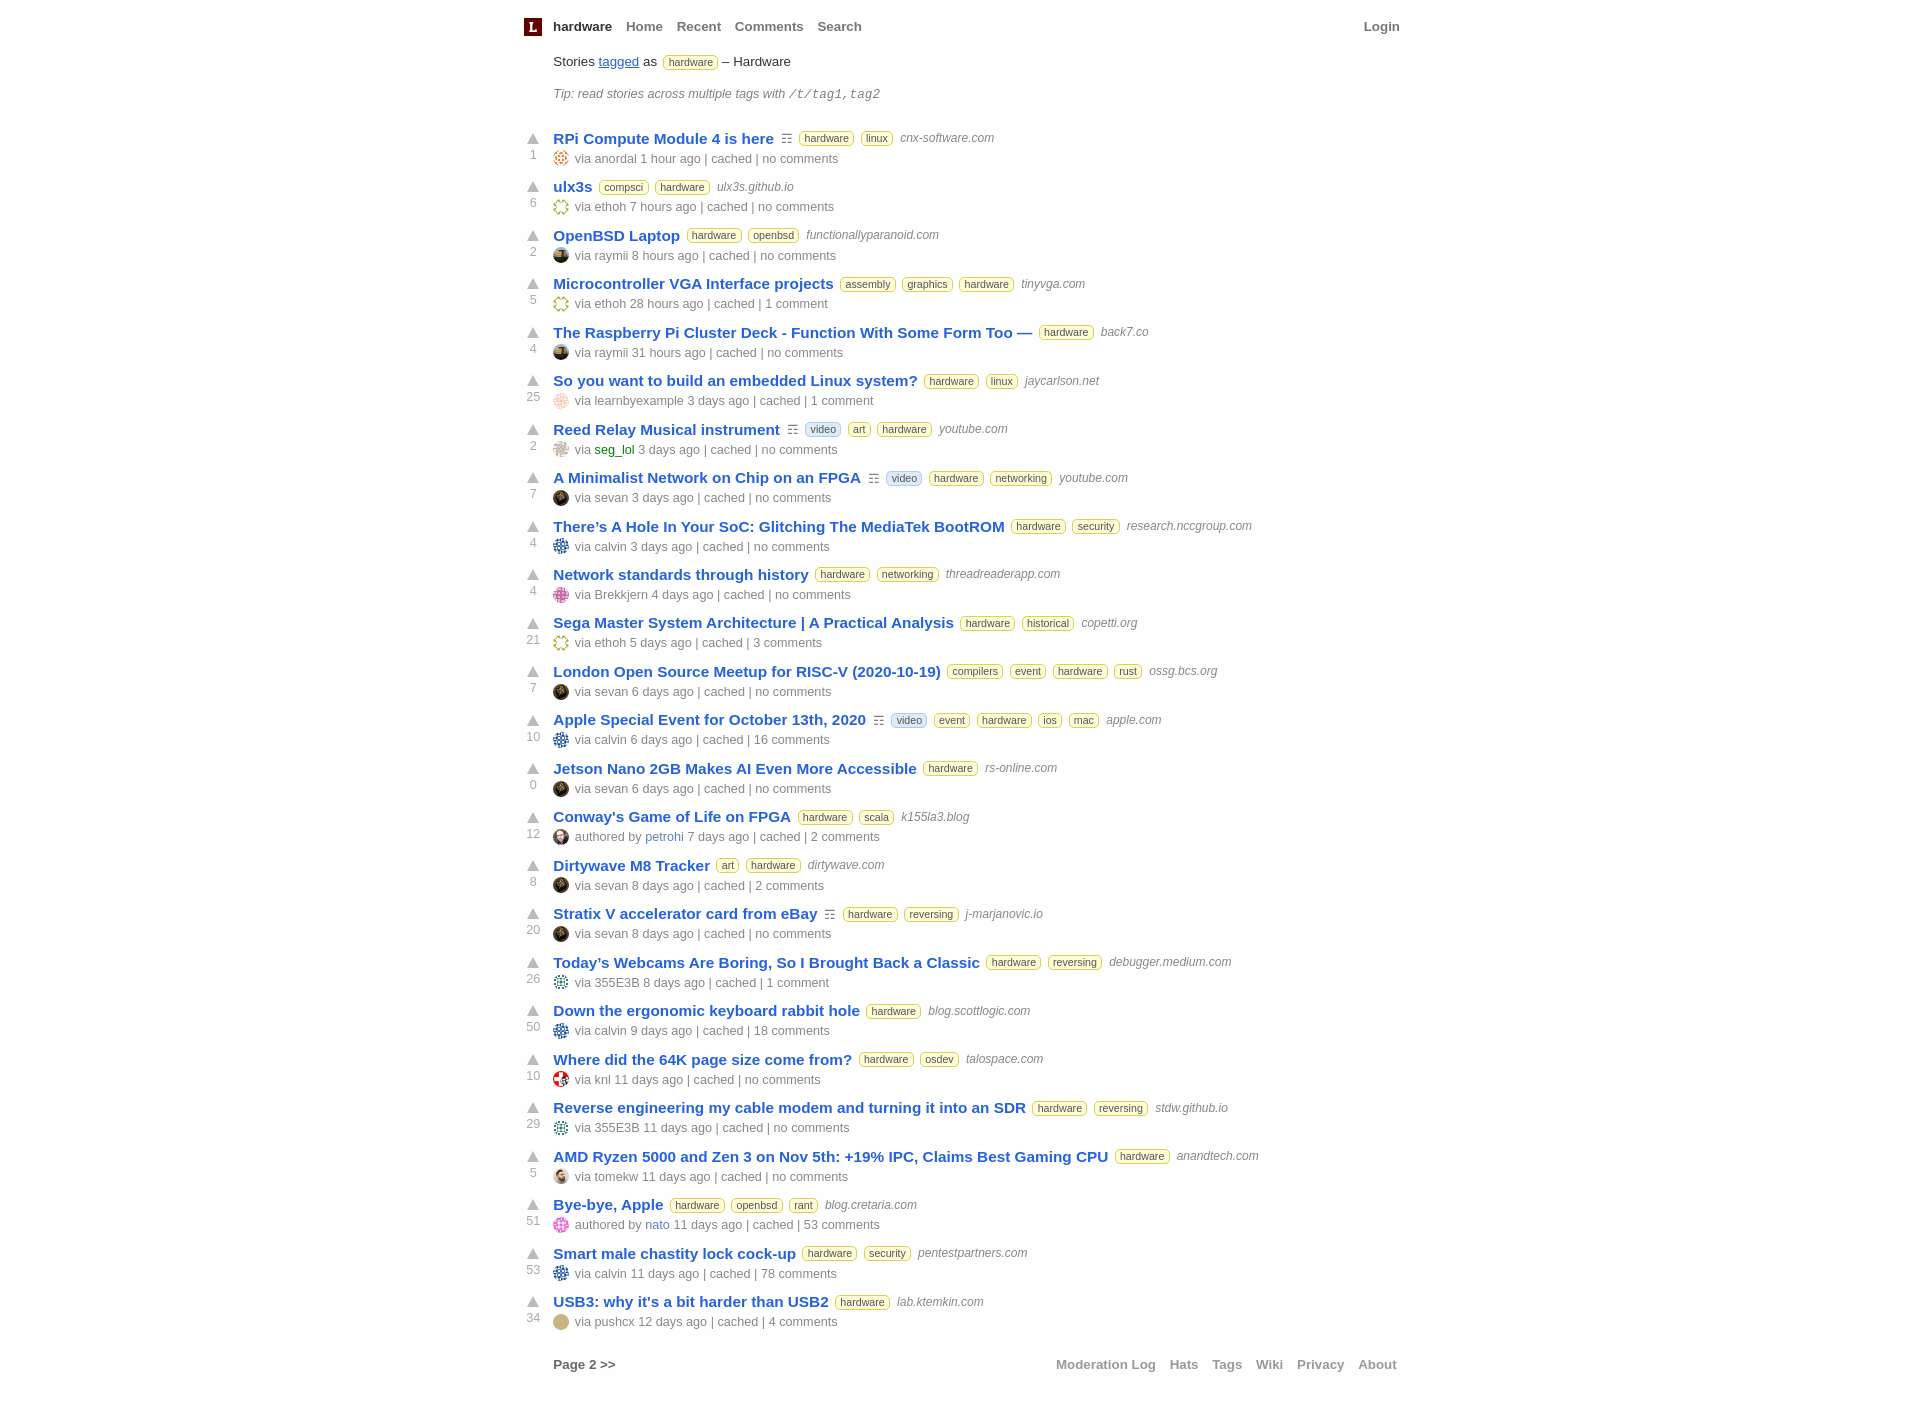 L hardware Home Recent Comments Search Login
Stories tagged as hardware – Hardware
Tip: read stories across multiple tags with /t/tag1,tag2
RPi Compute Module 4 is here ☶ hardware linux cnx-software.com
1 via anordal 1 hour ago | cached | no comments
ulx3s compsci hardware ulx3s.github.io
6 via ethoh 7 hours ago | cached | no comments
OpenBSD Laptop hardware openbsd functionallyparanoid.com
2 via raymii 8 hours ago | cached | no comments
Microcontroller VGA Interface projects assembly graphics hardware tinyvga.com
5 via ethoh 28 hours ago | cached | 1 comment
The Raspberry Pi Cluster Deck - Function With Some Form Too — hardware back7.co
4 via raymii 31 hours ago | cached | no comments
So you want to build an embedded Linux system? hardware linux jaycarlson.net
25 via learnbyexample 3 days ago | cached | 1 comment
Reed Relay Musical instrument ☶ video art hardware youtube.com
2 via seg_lol 3 days ago | cached | no comments
A Minimalist Network on Chip on an FPGA ☶ video hardware networking youtube.com
7 via sevan 3 days ago | cached | no comments
There’s A Hole In Your SoC: Glitching The MediaTek BootROM hardware security research.nccgroup.com
4 via calvin 3 days ago | cached | no comments
Network standards through history hardware networking threadreaderapp.com
4 via Brekkjern 4 days ago | cached | no comments
Sega Master System Architecture | A Practical Analysis hardware historical copetti.org
21 via ethoh 5 days ago | cached | 3 comments
London Open Source Meetup for RISC-V (2020-10-19) compilers event hardware rust ossg.bcs.org
7 via sevan 6 days ago | cached | no comments
Apple Special Event for October 13th, 2020 ☶ video event hardware ios mac apple.com
10 via calvin 6 days ago | cached | 16 comments
Jetson Nano 2GB Makes AI Even More Accessible hardware rs-online.com
0 via sevan 6 days ago | cached | no comments
Conway's Game of Life on FPGA hardware scala k155la3.blog
12 authored by petrohi 7 days ago | cached | 2 comments
Dirtywave M8 Tracker art hardware dirtywave.com
8 via sevan 8 days ago | cached | 2 comments
Stratix V accelerator card from eBay ☶ hardware reversing j-marjanovic.io
20 via sevan 8 days ago | cached | no comments
Today’s Webcams Are Boring, So I Brought Back a Classic hardware reversing debugger.medium.com
26 via 355E3B 8 days ago | cached | 1 comment
Down the ergonomic keyboard rabbit hole hardware blog.scottlogic.com
50 via calvin 9 days ago | cached | 18 comments
Where did the 64K page size come from? hardware osdev talospace.com
10 via knl 11 days ago | cached | no comments
Reverse engineering my cable modem and turning it into an SDR hardware reversing stdw.github.io
29 via 355E3B 11 days ago | cached | no comments
AMD Ryzen 5000 and Zen 3 on Nov 5th: +19% IPC, Claims Best Gaming CPU hardware anandtech.com
5 via tomekw 11 days ago | cached | no comments
Bye-bye, Apple hardware openbsd rant blog.cretaria.com
51 authored by nato 11 days ago | cached | 53 comments
Smart male chastity lock cock-up hardware security pentestpartners.com
53 via calvin 11 days ago | cached | 78 comments
USB3: why it's a bit harder than USB2 hardware lab.ktemkin.com
34 via pushcx 12 days ago | cached | 4 comments
Page 2 >> Moderation Log Hats Tags Wiki Privacy About